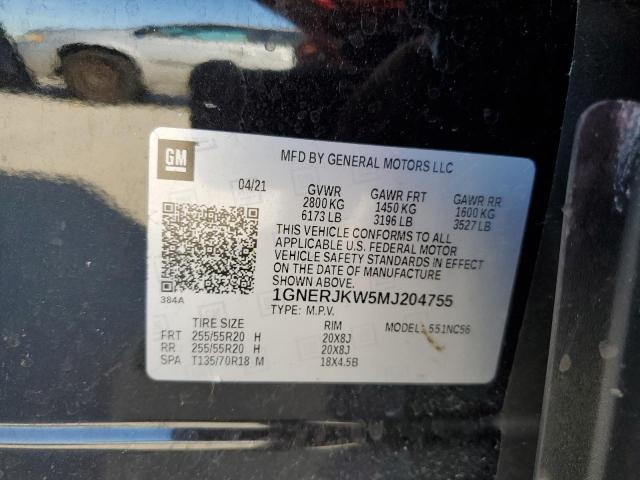 GM
MFD BY GENERAL MOTORS LLC
04/21 GVWR GAWR FRT GAWR RR
2800 KG 1450 KG 1600 KG
6173 LB 3196 LB 3527 LB
THIS VEHICLE CONFORMS TO ALL
APPLICABLE U.S. FEDERAL MOTOR
VEHICLE SAFETY STANDARDS IN EFFECT
ON THE DATE OF MANUFACTURE
384A 1GNERJKW5MJ204755
TYPE: M.P.V.
TIRE SIZE RIM MODEL: 551NC56
FRT 255/55R20 H 20X8J
RR 255/55R20 H 20X8J
SPA T135/70R18 M 18X4.5B